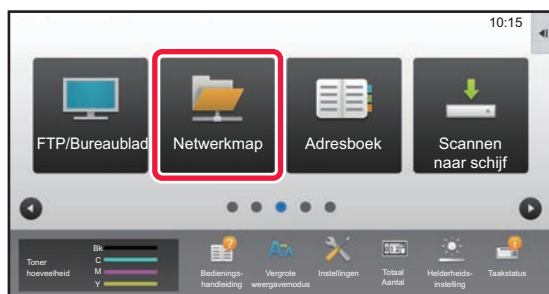 10:15
FTP/Bureaublad
Netwerkmap
Adresboek
Scannen
naar schijf
Toner
hoeveelheid
Bk
C
M
Y
Bedienings-
handleiding
Vergrote
weergavemodus
Instellingen
Totaal
Aantal
Helderheids-
instelling
Taakstatus